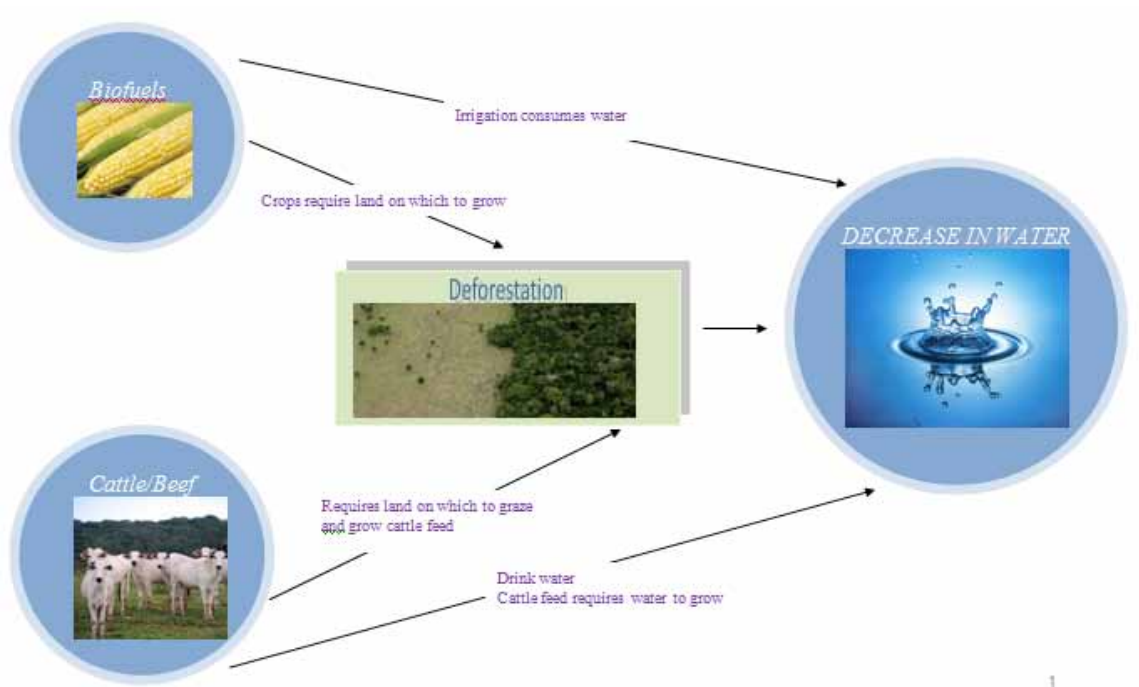 Biofuels
Irrigation consumes water
Crops require land on which to grow
DECREASE IN WATER
Deforestation
Cattle/Beef
Requires land on which to graze
and grow cattle feed
Drink water
Cattle feed requires water to grow
1